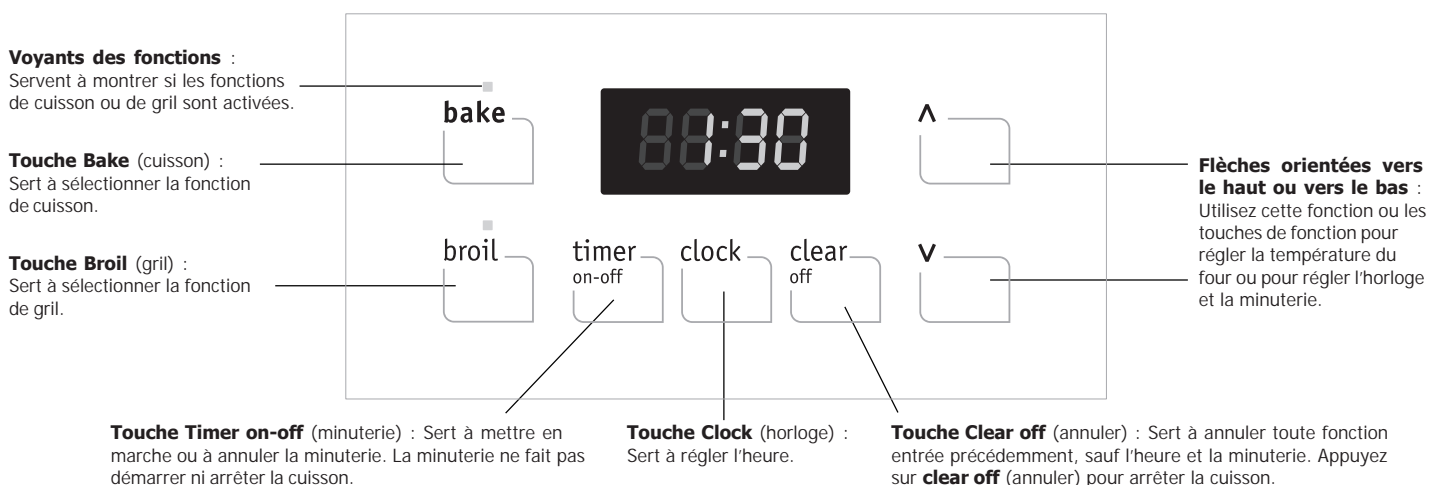 Voyants des fonctions :
Servent à montrer si les fonctions
de cuisson ou de gril sont activées.
Touche Bake (cuisson) :
Sert à sélectionner la fonction
de cuisson.
Touche Broil (gril) :
Sert à sélectionner la fonction
de gril.
bake
1:30
^
broil
timer
on-off
clock
clear
off
v
Flèches orientées vers
le haut ou vers le bas :
Utilisez cette fonction ou les
touches de fonction pour
régler la température du
four ou pour régler l'horloge
et la minuterie.
Touche Timer on-off (minuterie) : Sert à mettre en
marche ou à annuler la minuterie. La minuterie ne fait pas
démarrer ni arrêter la cuisson.
Touche Clock (horloge) :
Sert à régler l'heure.
Touche Clear off (annuler) : Sert à annuler toute fonction
entrée précédemment, sauf l'heure et la minuterie. Appuyez
sur clear off (annuler) pour arrêter la cuisson.